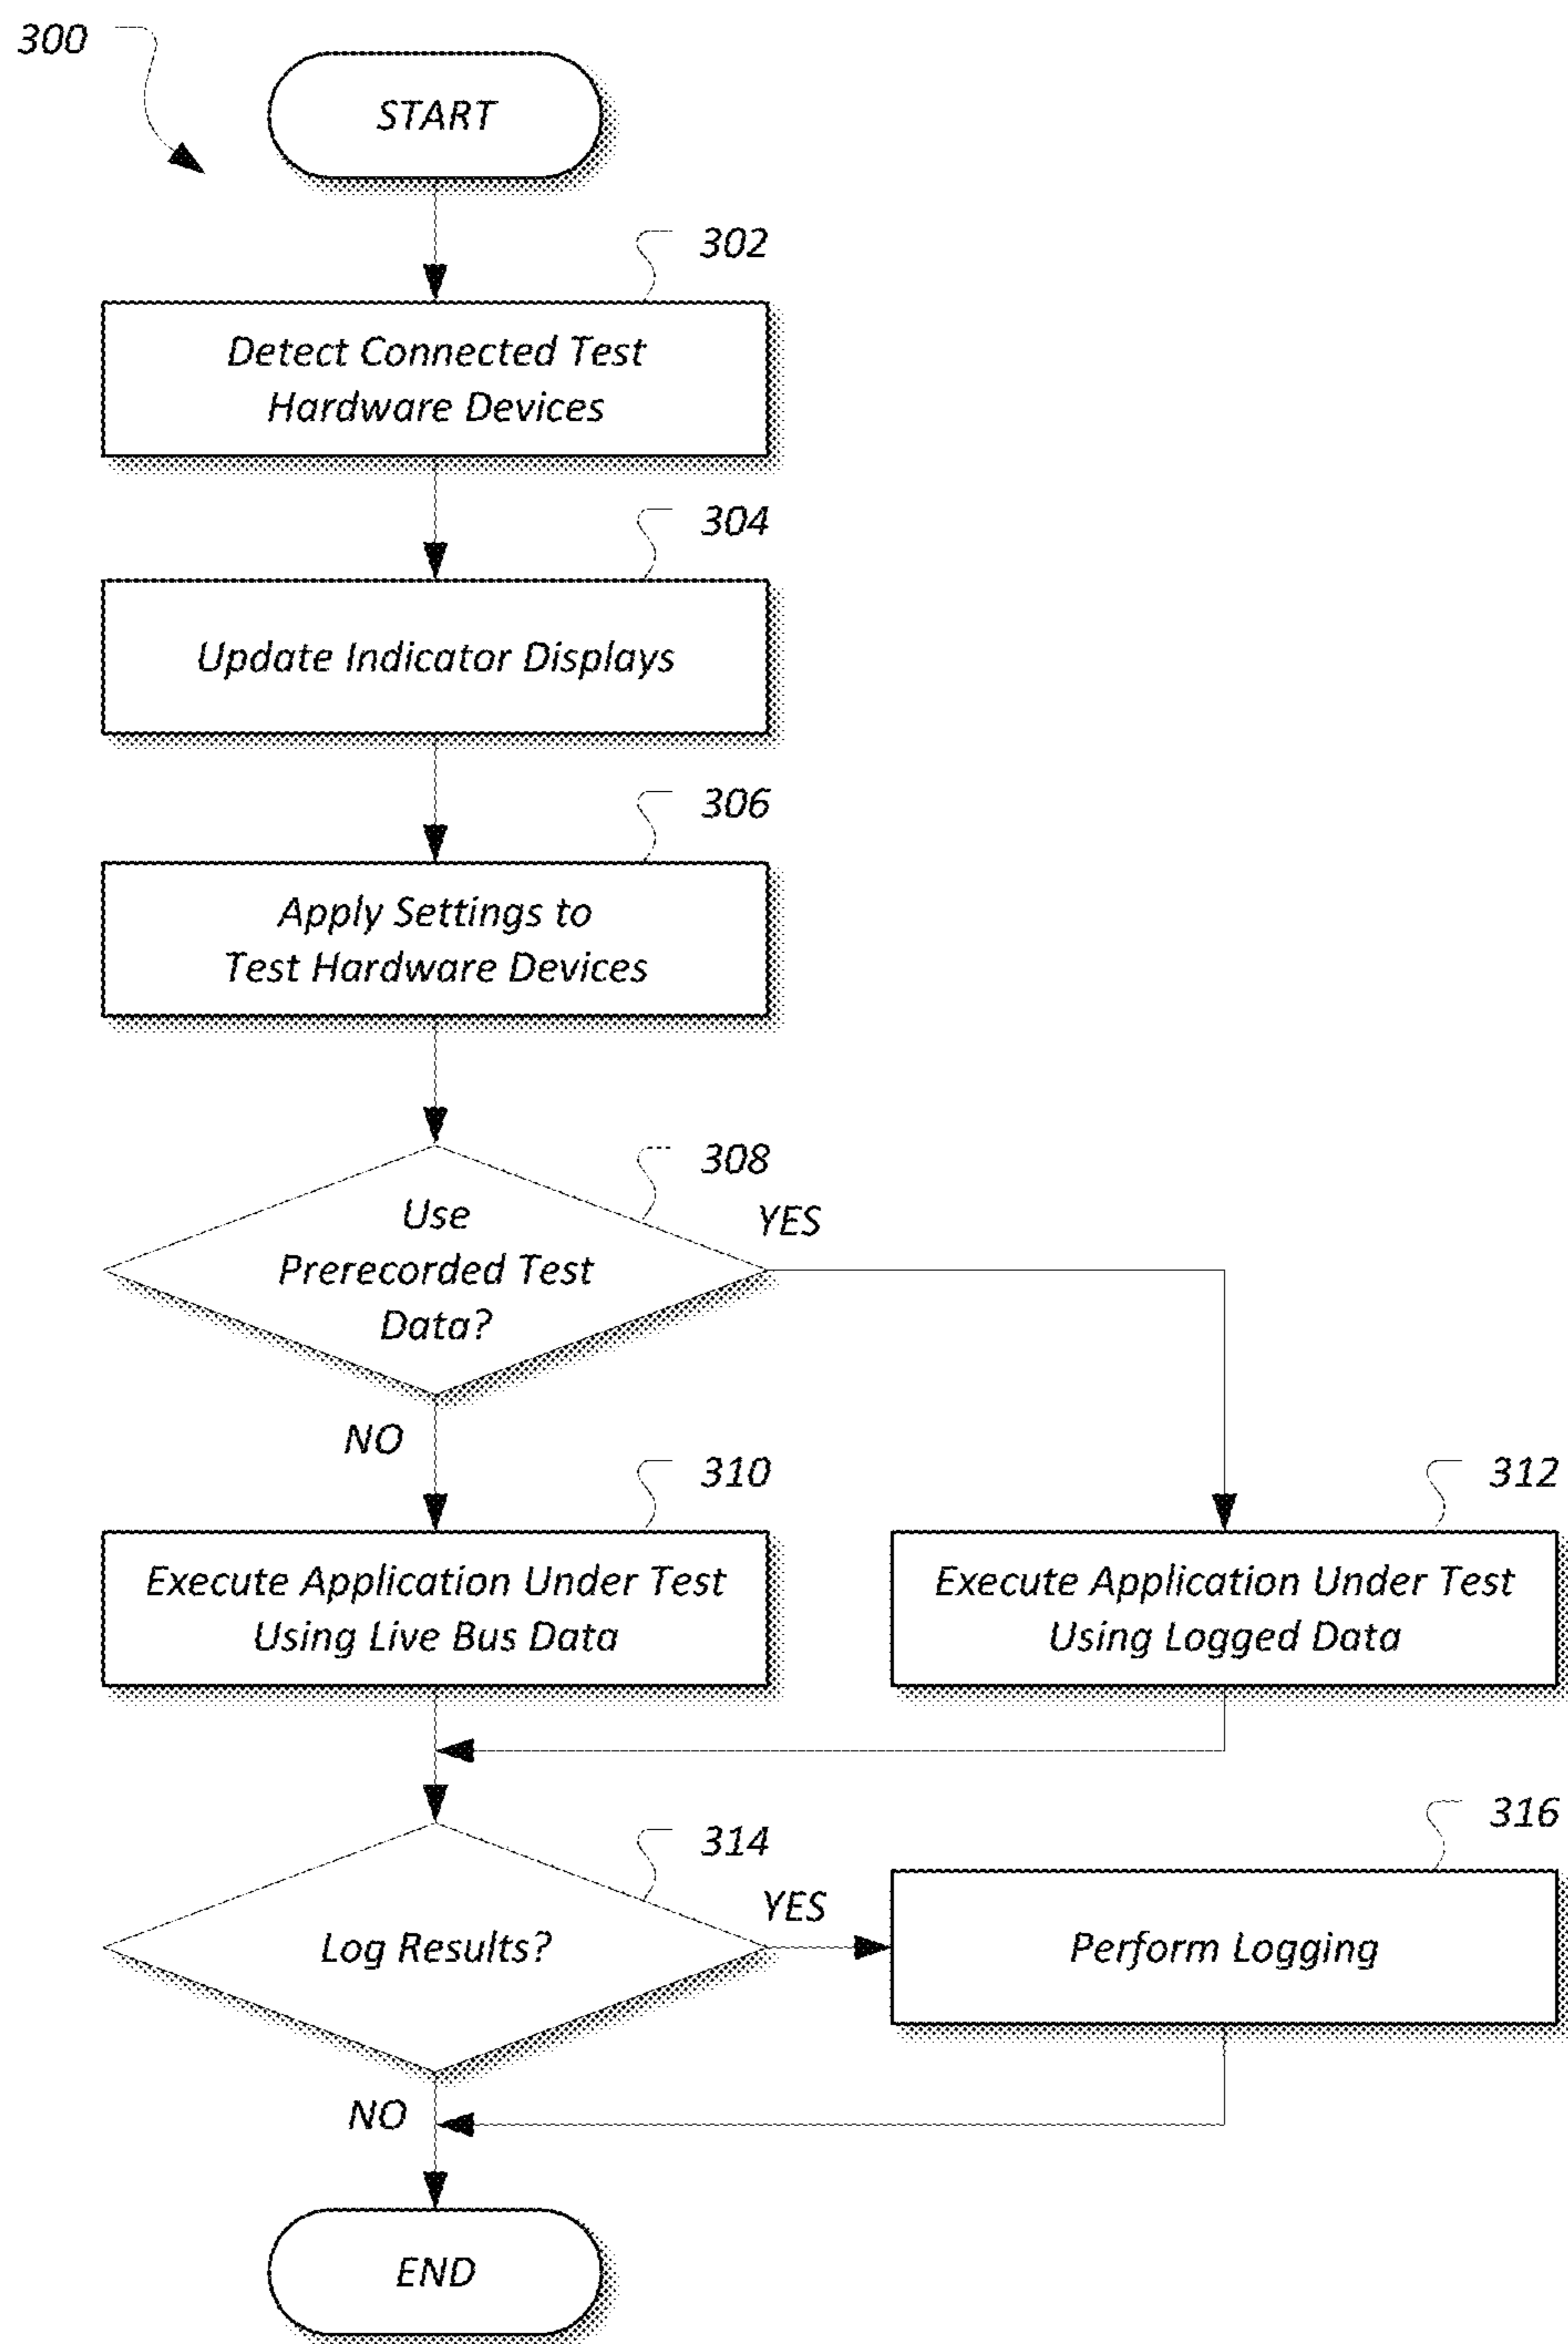 300
START
302
Detect Connected Test
Hardware Devices
304
Update Indicator Displays
306
Apply Settings to
Test Hardware Devices
308
Use
Prerecorded Test
Data?
YES
NO
310
Execute Application Under Test
Using Live Bus Data
312
Execute Application Under Test
Using Logged Data
314
Log Results?
YES
316
Perform Logging
NO
END